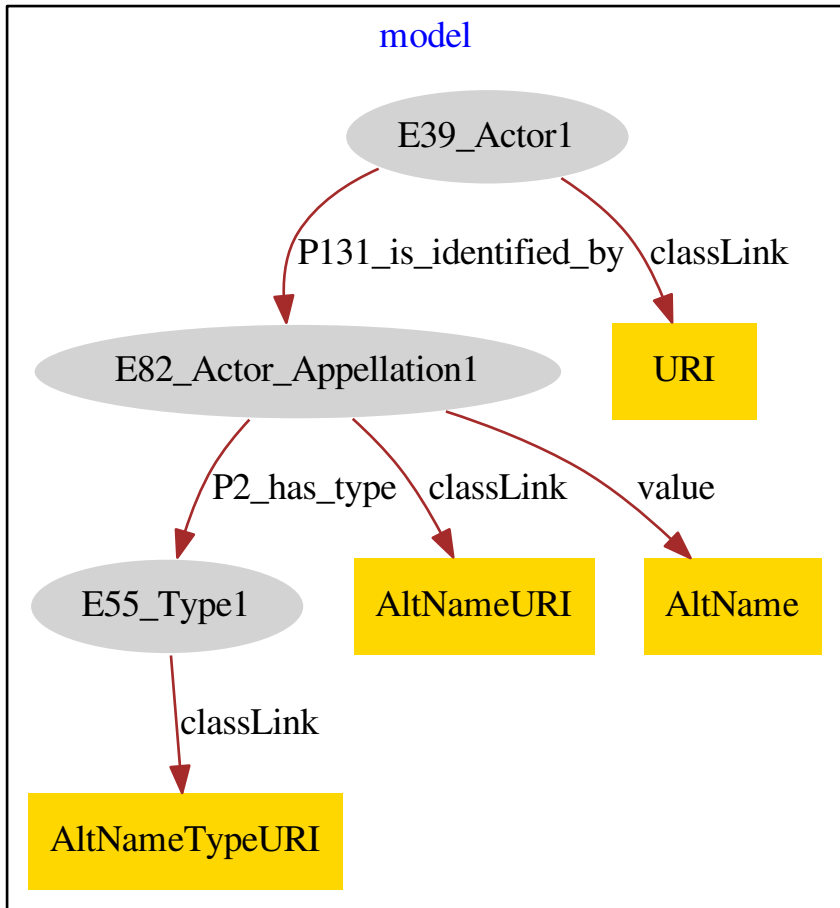 model
E39_Actor1
P131_is_identified_by
classLink
E82_Actor_Appellation1
URI
P2_has_type
classLink
value
E55_Type1
AltNameURI
AltName
classLink
AltNameTypeURI